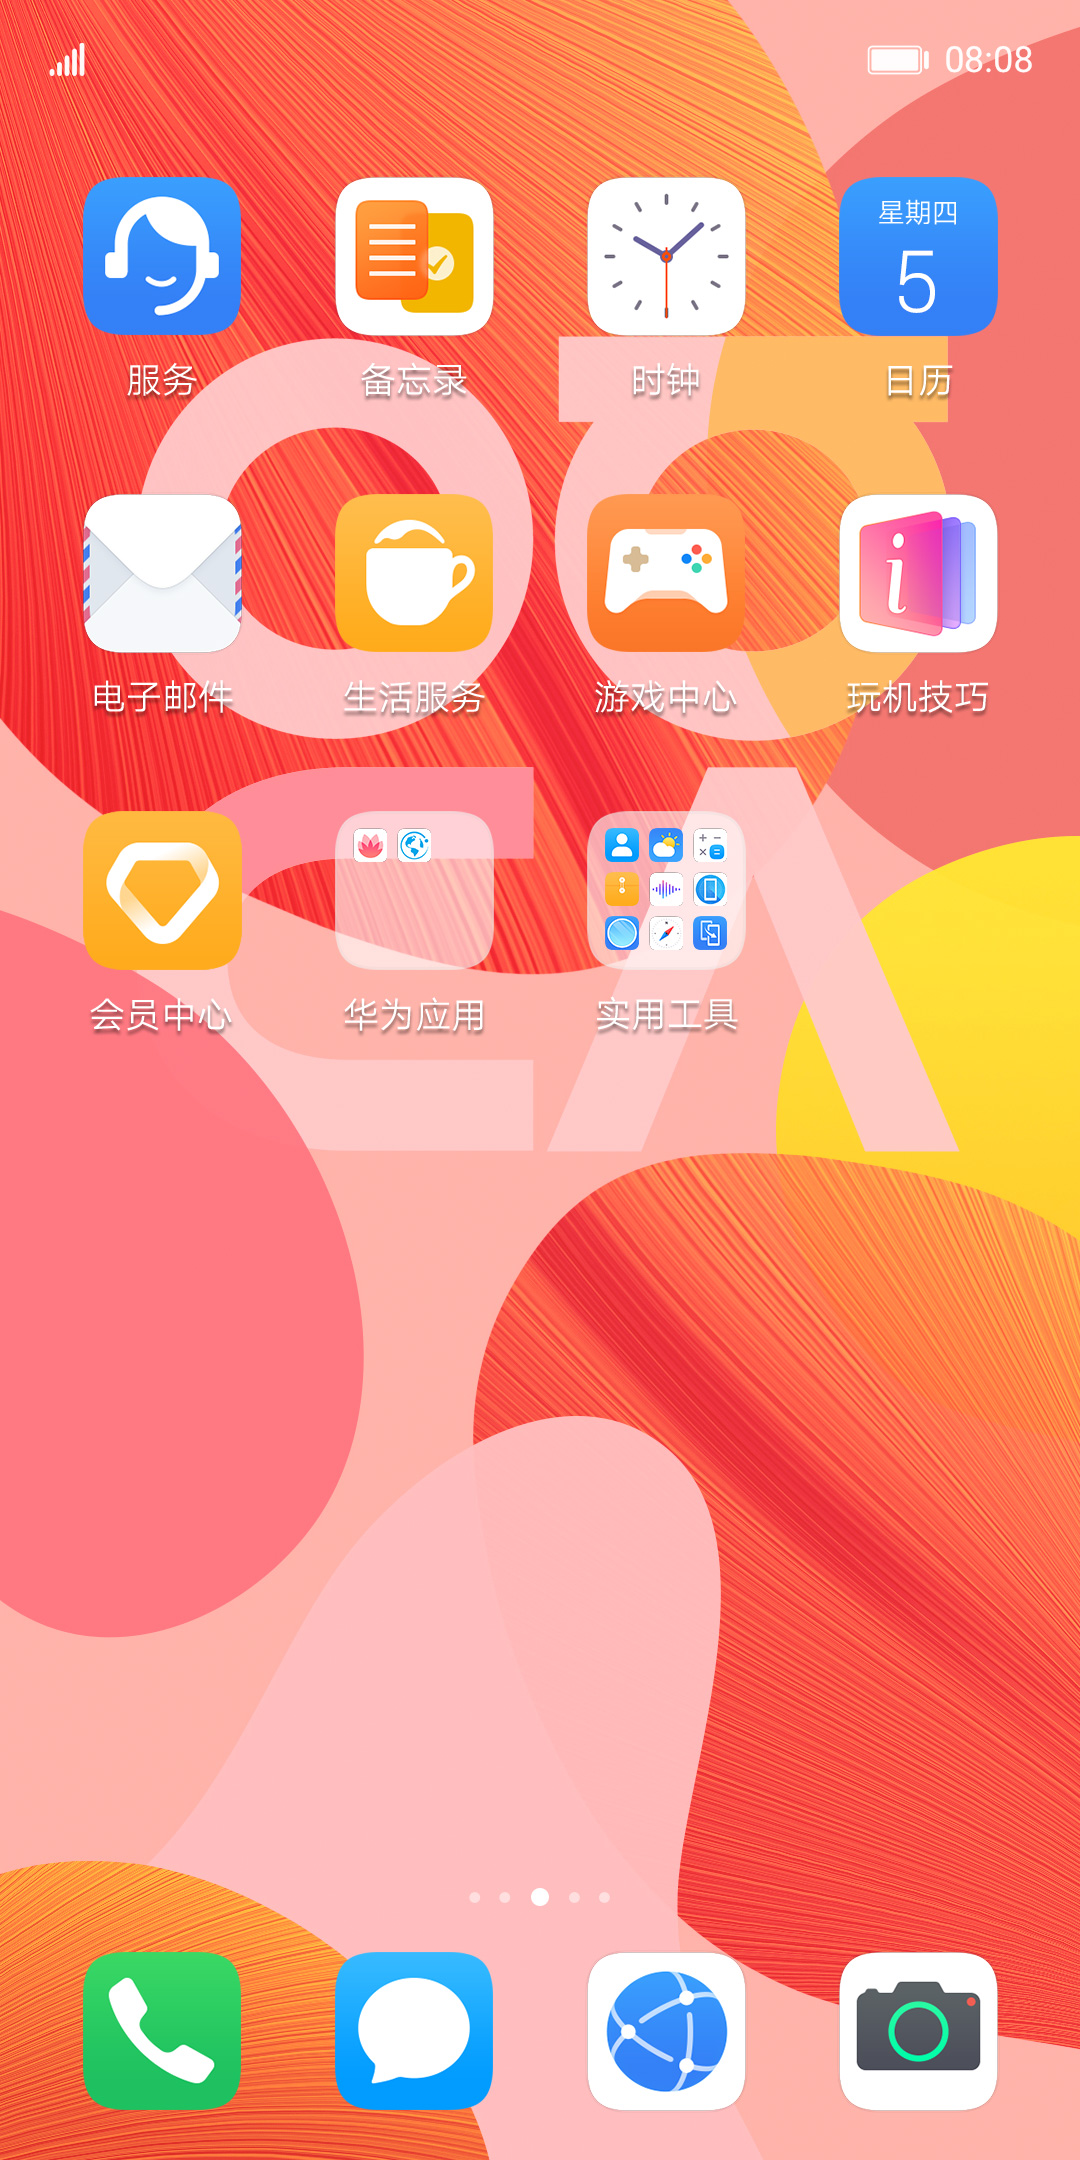 08:08
星期四
5
服务
备忘录
时钟
日历
i
电子邮件
生活服务
游戏中心
玩机技巧
会员中心
华为应用
实用工具